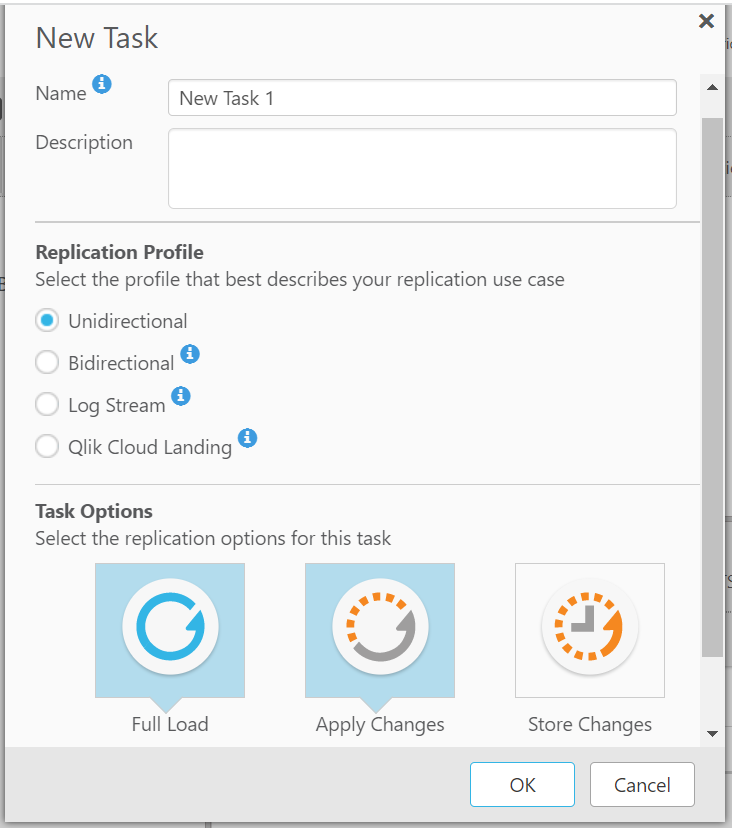 New Task
Name
New Task 1
Description
Replication Profile
Select the profile that best describes your replication use case
Unidirectional
Bidirectional
Log Stream
Qlik Cloud Landing
Task Options
Select the replication options for this task
Full Load Apply Changes Store Changes
OK Cancel